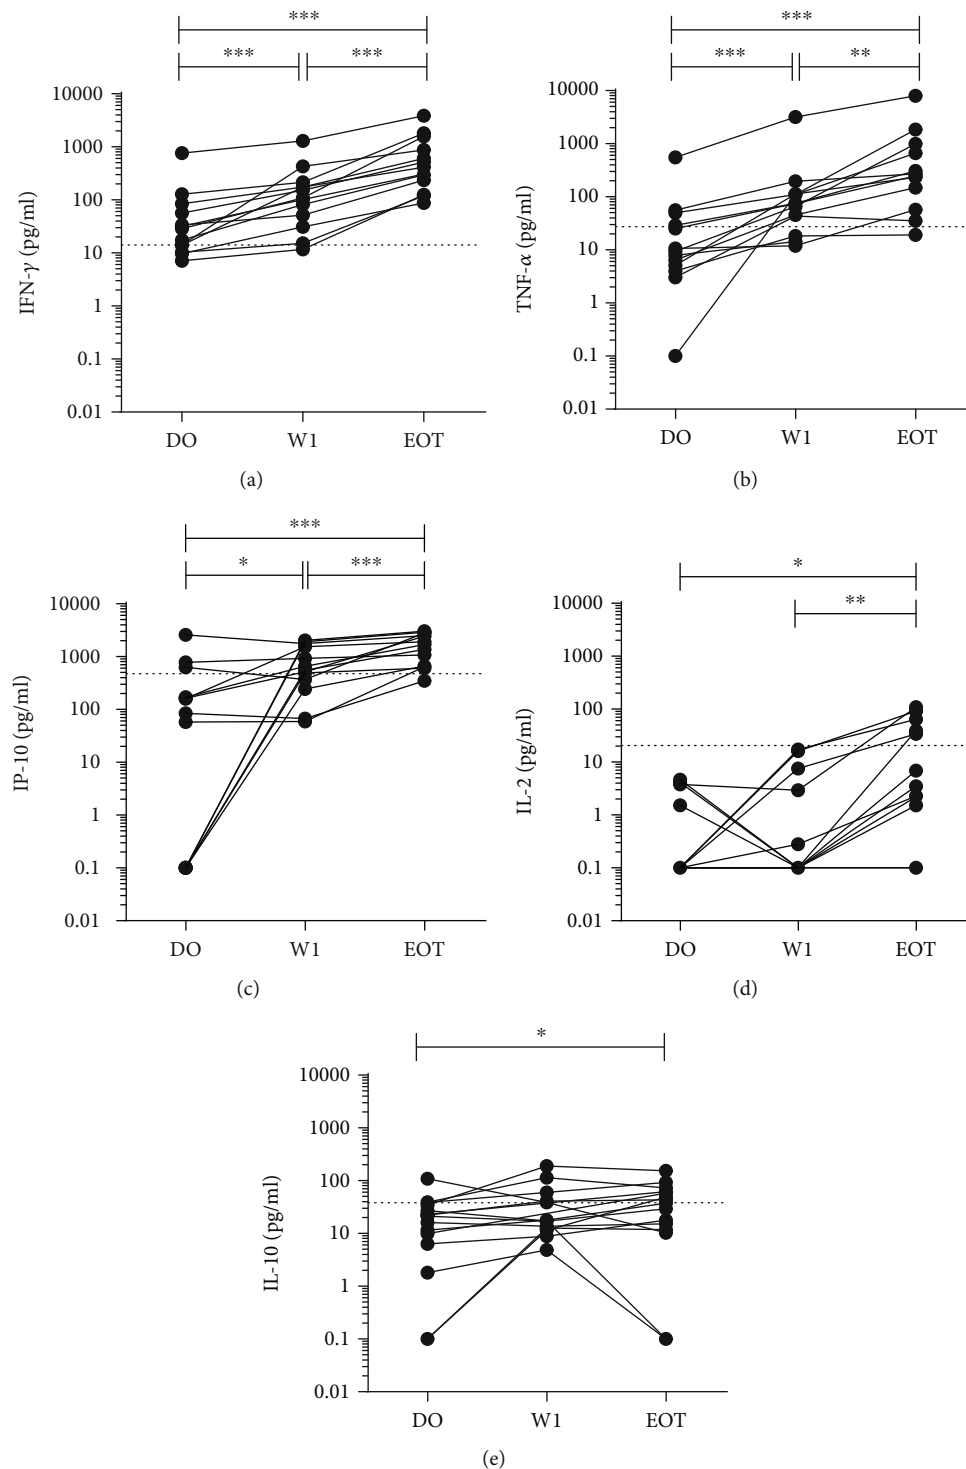 *** ***
*** *** *** **
10000 10000
1000 1000
100 100
10 10
1 1
0.1 0.1
0.01 0.01
IFN-γ (pg/ml) TNF-α (pg/ml)
DO W1 EOT DO W1 EOT
(a) (b)
***
* *** *
**
10000 10000
1000 1000
100 100
10 10
1 1
0.1 0.1
0.01 0.01
IP-10 (pg/ml) IL-2 (pg/ml)
DO W1 EOT DO W1 EOT
(c) (d)
*
10000
1000
100
10
1
0.1
0.01
IL-10 (pg/ml)
DO W1 EOT
(e)